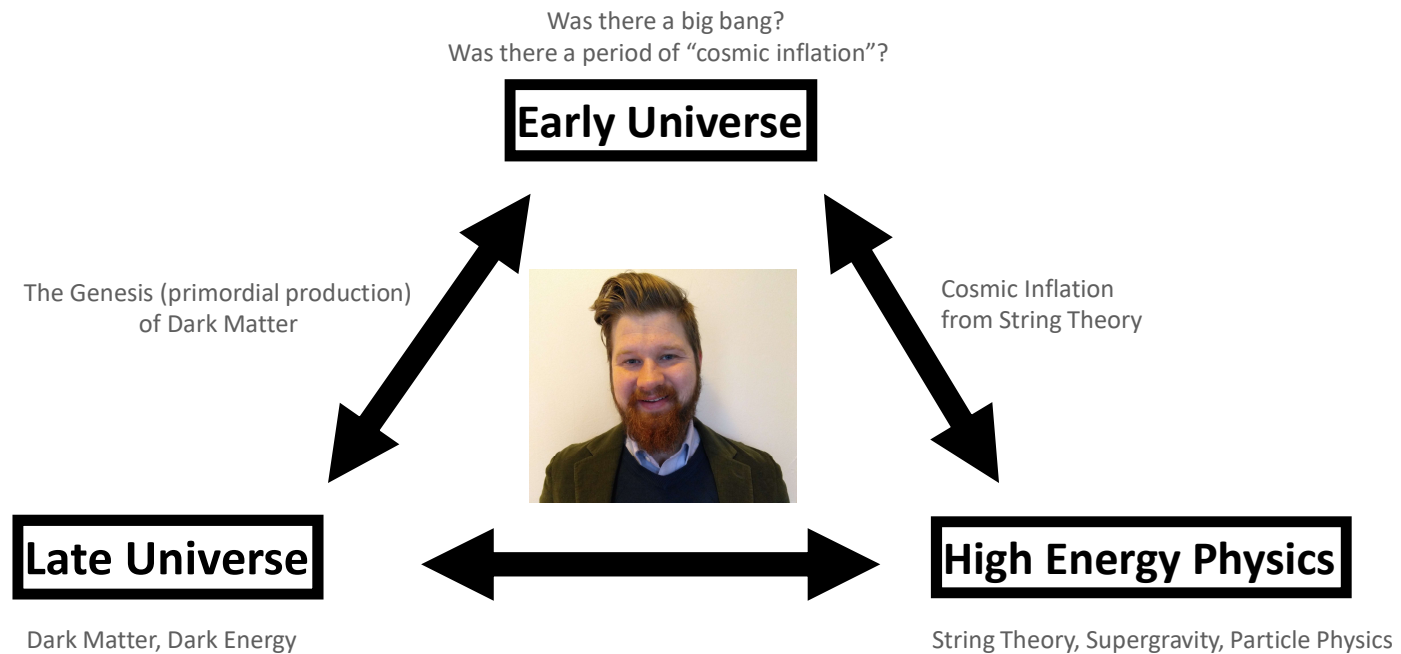 Was there a big bang?
Was there a period of “cosmic inflation”?
Early Universe
The Genesis (primordial production)
of Dark Matter
Cosmic Inflation
from String Theory
Late Universe
High Energy Physics
Dark Matter, Dark Energy
String Theory, Supergravity, Particle Physics